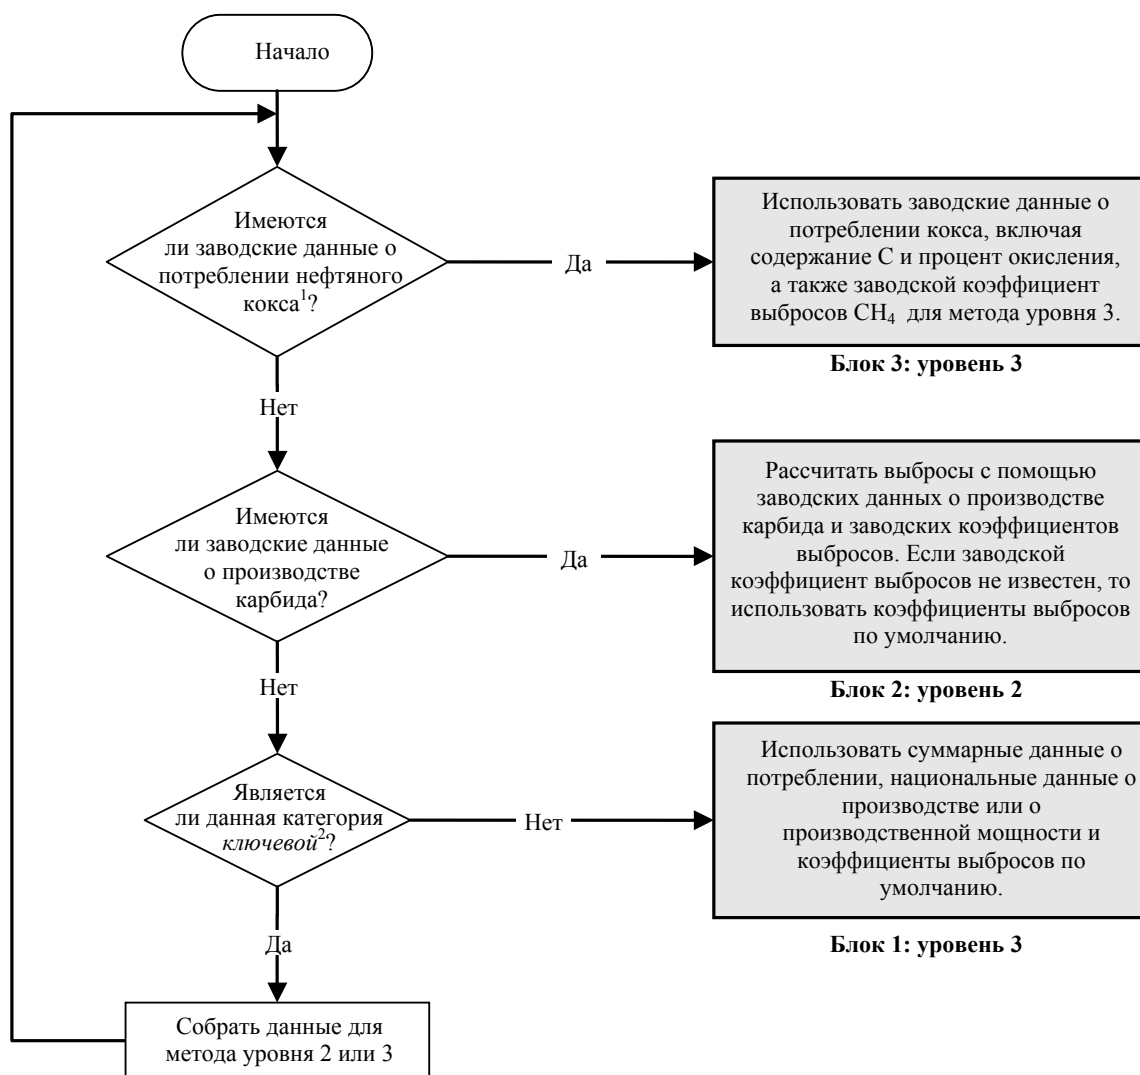 Начало
Имеются
ли заводские данные о
потреблении нефтяного
кокса¹?
Да
Использовать заводские данные о
потреблении кокса, включая
содержание С и процент окисления,
а также заводской коэффициент
выбросов CH₄ для метода уровня 3.
Блок 3: уровень 3
Нет
Имеются
ли заводские данные
о производстве
карбида?
Да
Рассчитать выбросы с помощью
заводских данных о производстве
карбида и заводских коэффициентов
выбросов. Если заводской
коэффициент выбросов не известен, то
использовать коэффициенты выбросов
по умолчанию.
Блок 2: уровень 2
Нет
Является
ли данная категория
ключевой²?
Нет
Использовать суммарные данные о
потреблении, национальные данные о
производстве или о
производственной мощности и
коэффициенты выбросов по
умолчанию.
Блок 1: уровень 3
Да
Собрать данные для
метода уровня 2 или 3